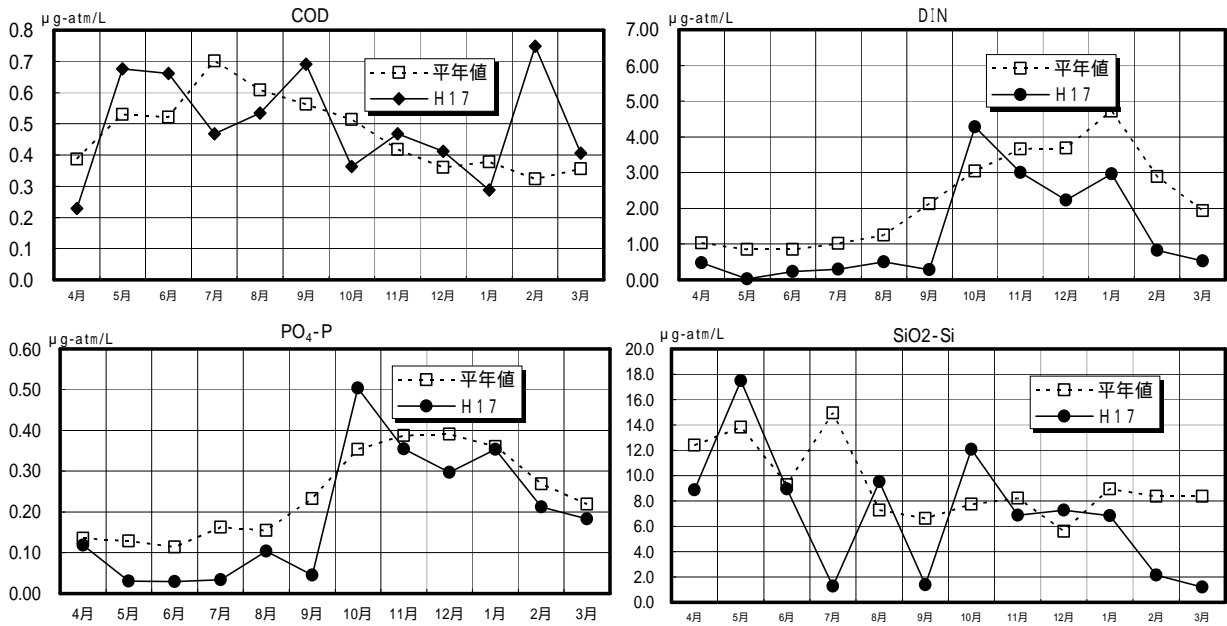 COD
μg-atm/L
0.8
0.7
0.6
0.5
0.4
0.3
0.2
0.1
0.0
平年値
H17
4月 5月 6月 7月 8月 9月 10月 11月 12月 1月 2月 3月
DIN
μg-atm/L
7.00
6.00
5.00
4.00
3.00
2.00
1.00
0.00
平年値
H17
4月 5月 6月 7月 8月 9月 10月 11月 12月 1月 2月 3月
PO₄-P
μg-atm/L
0.60
0.50
0.40
0.30
0.20
0.10
0.00
平年値
H17
4月 5月 6月 7月 8月 9月 10月 11月 12月 1月 2月 3月
SiO2-Si
μg-atm/L
20.0
18.0
16.0
14.0
12.0
10.0
8.0
6.0
4.0
2.0
0.0
平年値
H17
4月 5月 6月 7月 8月 9月 10月 11月 12月 1月 2月 3月